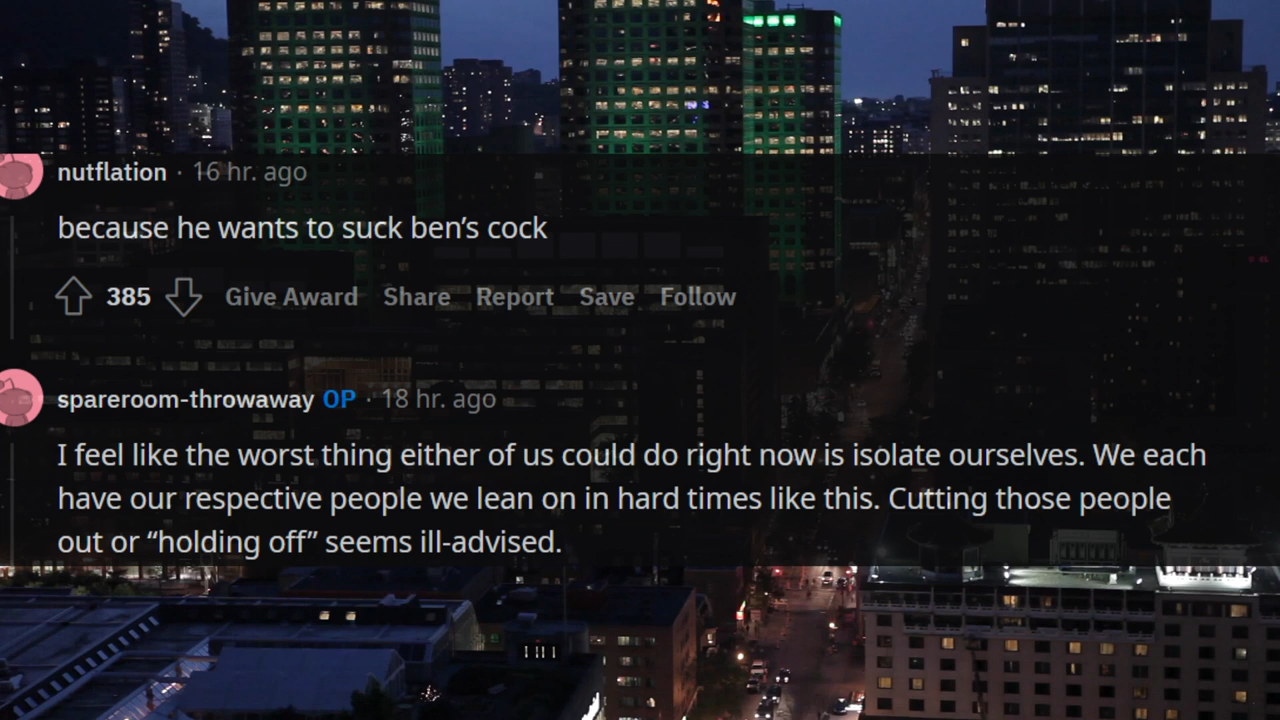 nutflation · 16 hr. ago
because he wants to suck ben’s cock
385 Give Award Share Report Save Follow
spareroom-throwaway OP · 18 hr. ago
I feel like the worst thing either of us could do right now is isolate ourselves. We each
have our respective people we lean on in hard times like this. Cutting those people
out or “holding off” seems ill-advised.